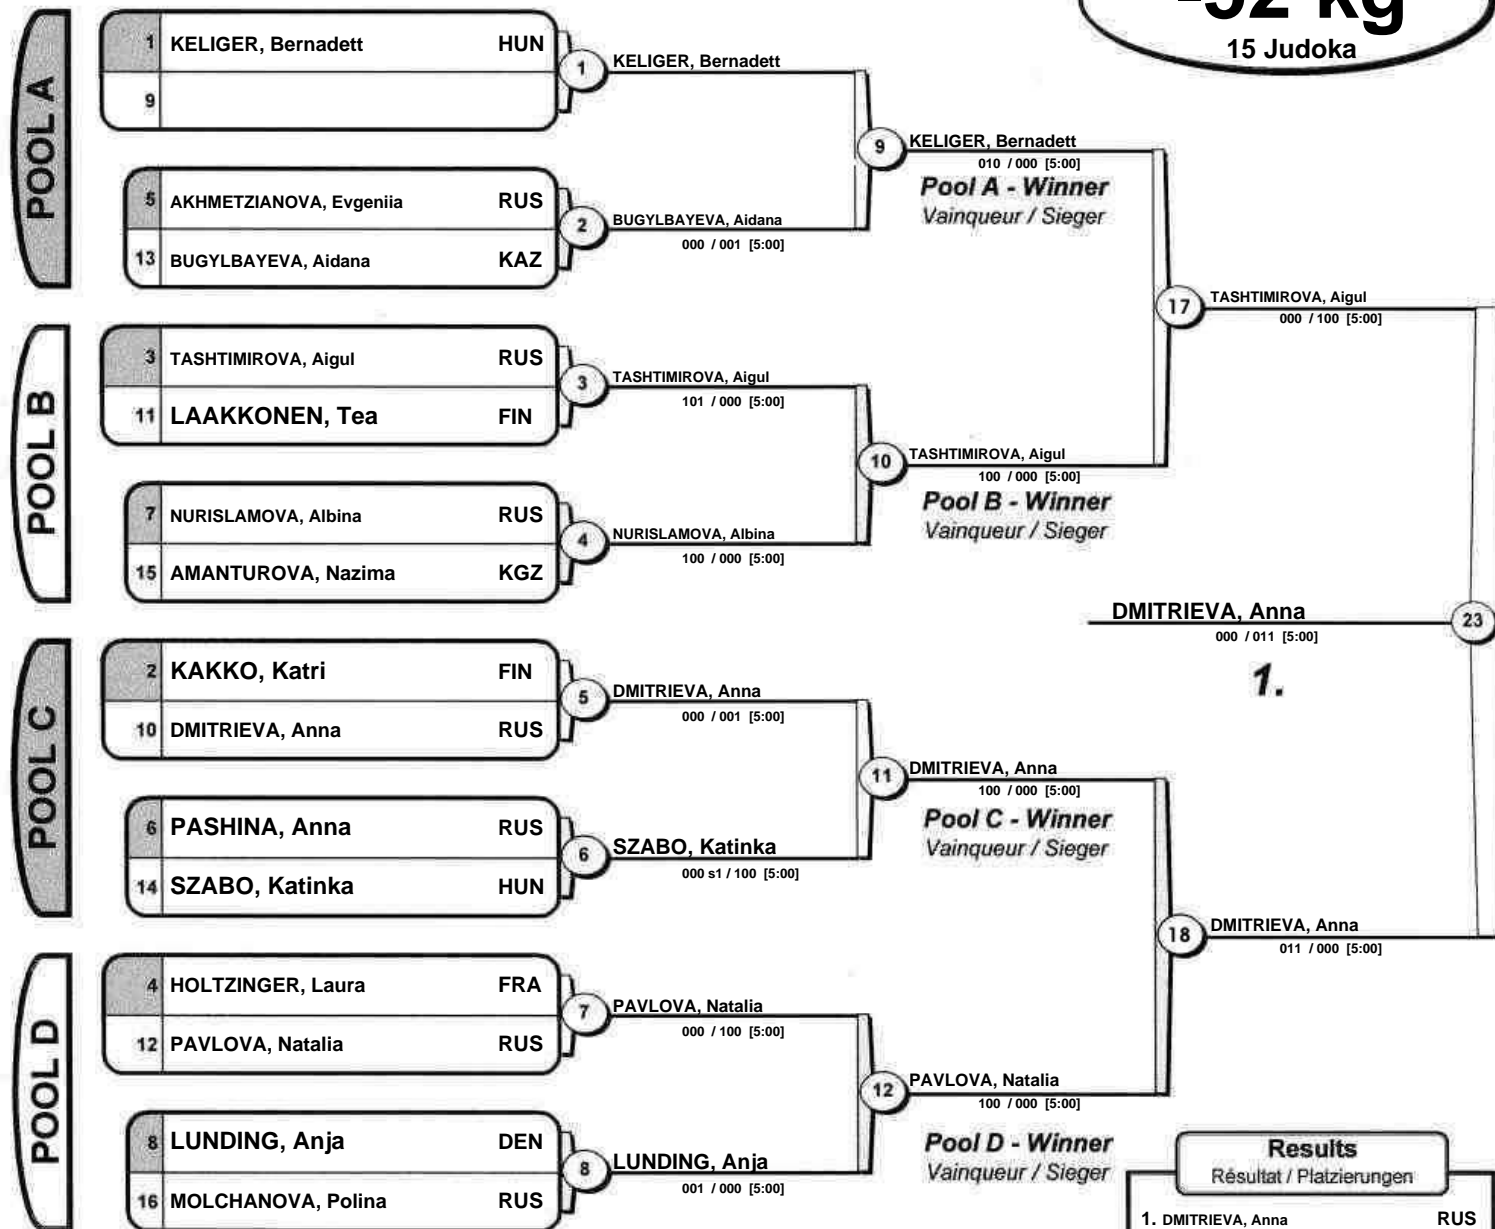 -52 kg
15 Judoka
POOL A
1 KELIGER, Bernadett HUN
9
5 AKHMETZIANOVA, Evgeniia RUS
13 BUGYLBAYEVA, Aidana KAZ
1 KELIGER, Bernadett
2 BUGYLBAYEVA, Aidana
000 / 001 [5:00]
9 KELIGER, Bernadett
010 / 000 [5:00]
Pool A - Winner
Vainqueur / Sieger
POOL B
3 TASHTIMIROVA, Aigul RUS
11 LAAKKONEN, Tea FIN
7 NURISLAMOVA, Albina RUS
15 AMANTUROVA, Nazima KGZ
3 TASHTIMIROVA, Aigul
101 / 000 [5:00]
4 NURISLAMOVA, Albina
100 / 000 [5:00]
10 TASHTIMIROVA, Aigul
100 / 000 [5:00]
Pool B - Winner
Vainqueur / Sieger
17 TASHTIMIROVA, Aigul
000 / 100 [5:00]
DMITRIEVA, Anna 23
000 / 011 [5:00]
1.
POOL C
2 KAKKO, Katri FIN
10 DMITRIEVA, Anna RUS
6 PASHINA, Anna RUS
14 SZABO, Katinka HUN
5 DMITRIEVA, Anna
000 / 001 [5:00]
6 SZABO, Katinka
000 s1 / 100 [5:00]
11 DMITRIEVA, Anna
100 / 000 [5:00]
Pool C - Winner
Vainqueur / Sieger
18 DMITRIEVA, Anna
011 / 000 [5:00]
POOL D
4 HOLTZINGER, Laura FRA
12 PAVLOVA, Natalia RUS
8 LUNDING, Anja DEN
16 MOLCHANOVA, Polina RUS
7 PAVLOVA, Natalia
000 / 100 [5:00]
8 LUNDING, Anja
001 / 000 [5:00]
12 PAVLOVA, Natalia
100 / 000 [5:00]
Pool D - Winner
Vainqueur / Sieger
Results
Résultat / Platzierungen
1. DMITRIEVA, Anna RUS